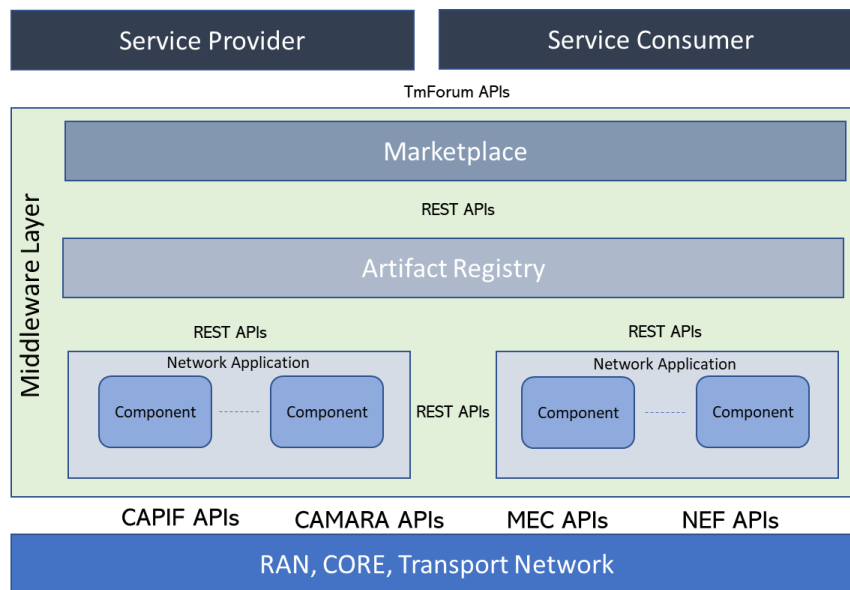 Service Provider
Service Consumer
TmForum APIs
Middleware Layer
Marketplace
REST APIs
Artifact Registry
REST APIs
REST APIs
Network Application
Network Application
Component
Component
REST APIs
Component
Component
CAPIF APIs
CAMARA APIs
MEC APIs
NEF APIs
RAN, CORE, Transport Network